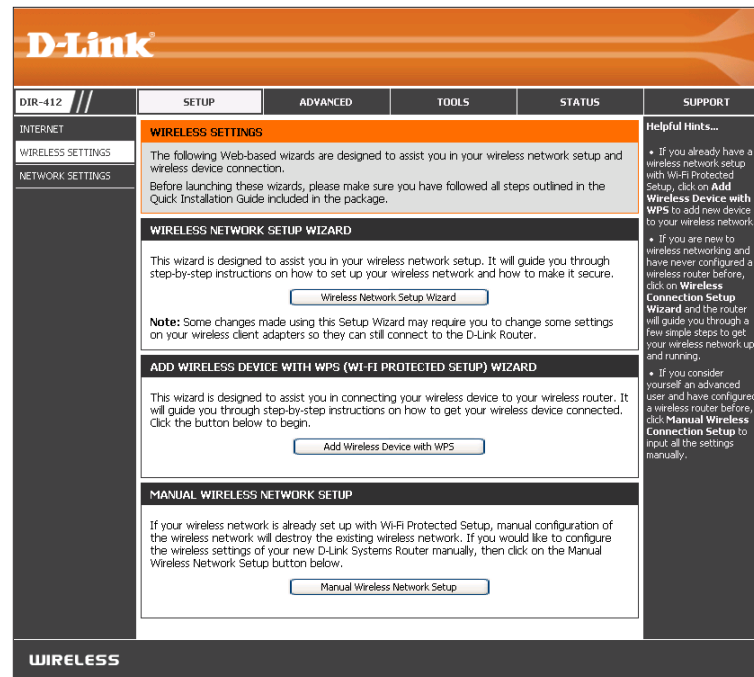 D-Link
DIR-412
SETUP
ADVANCED
TOOLS
STATUS
SUPPORT
INTERNET
WIRELESS SETTINGS
NETWORK SETTINGS
WIRELESS SETTINGS
The following Web-based wizards are designed to assist you in your wireless network setup and
wireless device connection.
Before launching these wizards, please make sure you have followed all steps outlined in the
Quick Installation Guide included in the package.
WIRELESS NETWORK SETUP WIZARD
This wizard is designed to assist you in your wireless network setup. It will guide you through
step-by-step instructions on how to set up your wireless network and how to make it secure.
Wireless Network Setup Wizard
Note: Some changes made using this Setup Wizard may require you to change some settings
on your wireless client adapters so they can still connect to the D-Link Router.
ADD WIRELESS DEVICE WITH WPS (WI-FI PROTECTED SETUP) WIZARD
This wizard is designed to assist you in connecting your wireless device to your wireless router. It
will guide you through step-by-step instructions on how to get your wireless device connected.
Click the button below to begin.
Add Wireless Device with WPS
MANUAL WIRELESS NETWORK SETUP
If your wireless network is already set up with Wi-Fi Protected Setup, manual configuration of
the wireless network will destroy the existing wireless network. If you would like to configure
the wireless settings of your new D-Link Systems Router manually, then click on the Manual
Wireless Network Setup button below.
Manual Wireless Network Setup
Helpful Hints...
• If you already have a
wireless network setup
with Wi-Fi Protected
Setup, click on Add
Wireless Device with
WPS to add new device
to your wireless network
• If you are new to
wireless networking and
have never configured a
wireless router before,
click on Wireless
Connection Setup
Wizard and the router
will guide you through a
few simple steps to get
your wireless network up
and running.
• If you consider
yourself an advanced
user and have configured
a wireless router before,
click Manual Wireless
Connection Setup to
input all the settings
manually.
WIRELESS